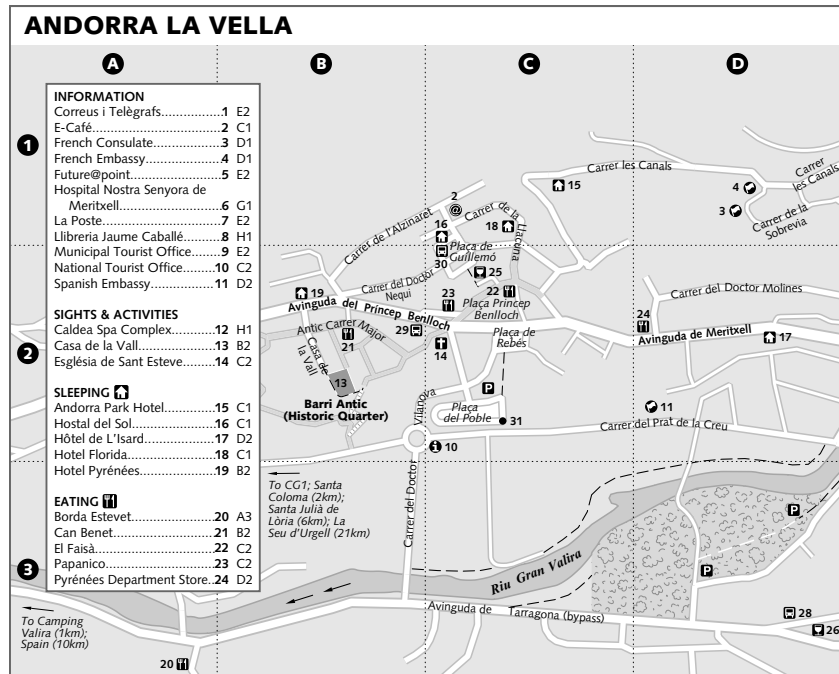 ANDORRA LA VELLA
A
B
C
D
1
2
3
INFORMATION
Correus i Telègrafs.................1 E2
E-Café.................2 C1
French Consulate.................3 D1
French Embassy.................4 D1
Future@point.................5 E2
Hospital Nostra Senyora de
Meritxell.................6 G1
La Poste.................7 E2
Llibreria Jaume Caballé.................8 H1
Municipal Tourist Office.................9 E2
National Tourist Office.................10 C2
Spanish Embassy.................11 D2
SIGHTS & ACTIVITIES
Caldea Spa Complex.................12 H1
Casa de la Vall.................13 B2
Església de Sant Esteve.................14 C2
SLEEPING
Andorra Park Hotel.................15 C1
Hostal del Sol.................16 C1
Hôtel de L'Isard.................17 D2
Hotel Florida.................18 C1
Hotel Pyrénées.................19 B2
EATING
Borda Estevet.................20 A3
Can Benet.................21 B2
El Faisà.................22 C2
Papanico.................23 C2
Pyrénées Department Store..24 D2
Carrer les Canals
Carrer
les Canals
15
4
3
Carrer de la
Sobrevia
2
@
Carrer de la
Llacuna
16
18
Carrer de l'Alzinaret
Plaça de
Guillemó
30
25
Carrer del Doctor
Nequi
19
23
22
Avinguda del Príncep Benlloch
Plaça Príncep
Benlloch
Carrer del Doctor Molines
24
Antic Carrer Major
29
Plaça de
Rebés
Avinguda de Meritxell
17
21
14
Casa de
la Vall
13
P
Barri Antic
(Historic Quarter)
Vilanova
Plaça
del Poble
31
11
Carrer del Prat de la Creu
10
To CG1; Santa
Coloma (2km);
Santa Julià de
Lòria (6km); La
Seu d'Urgell (21km)
Carrer del Doctor
P
Riu Gran Valira
P
Avinguda de Tarragona (bypass)
28
26
To Camping
Valira (1km);
Spain (10km)
20